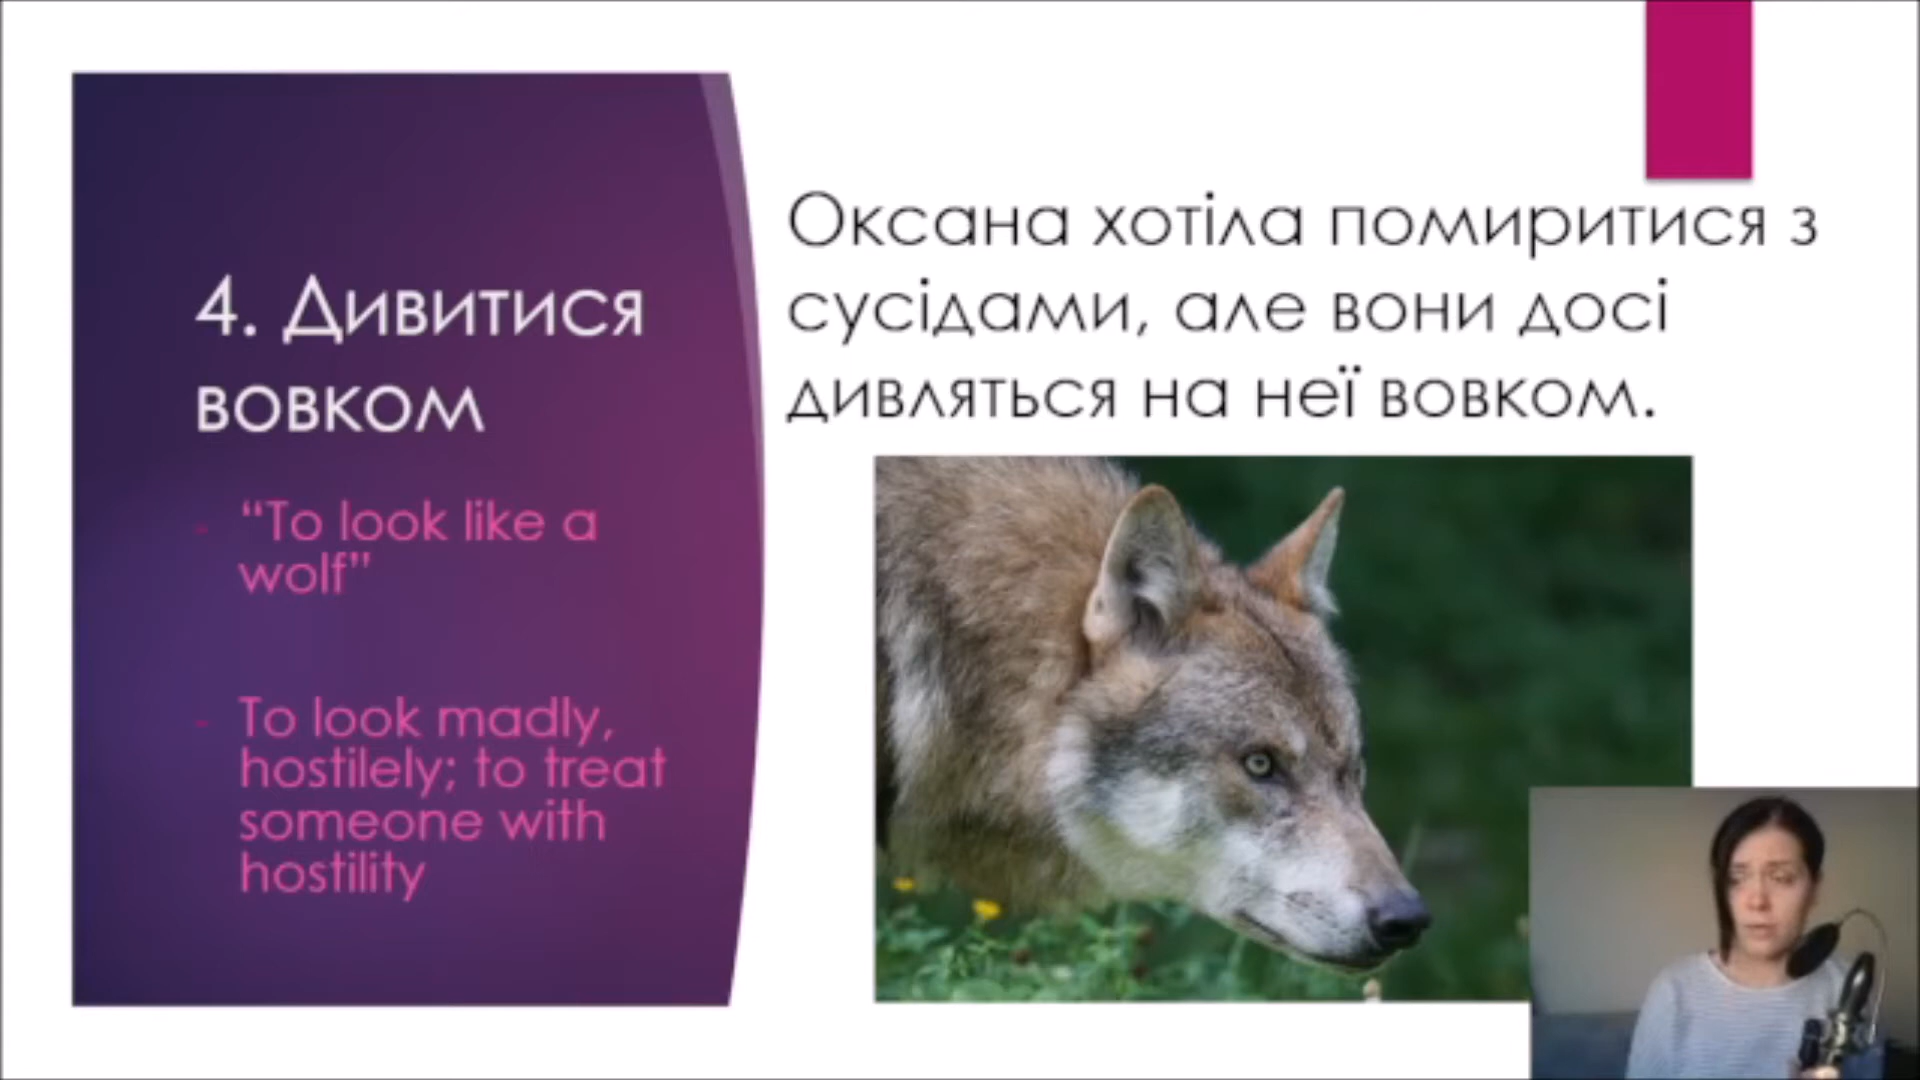 4. Дивитися
вовком
- “To look like a
wolf”
- To look madly,
hostilely; to treat
someone with
hostility
Оксана хотіла помиритися з
сусідами, але вони досі
дивляться на неї вовком.